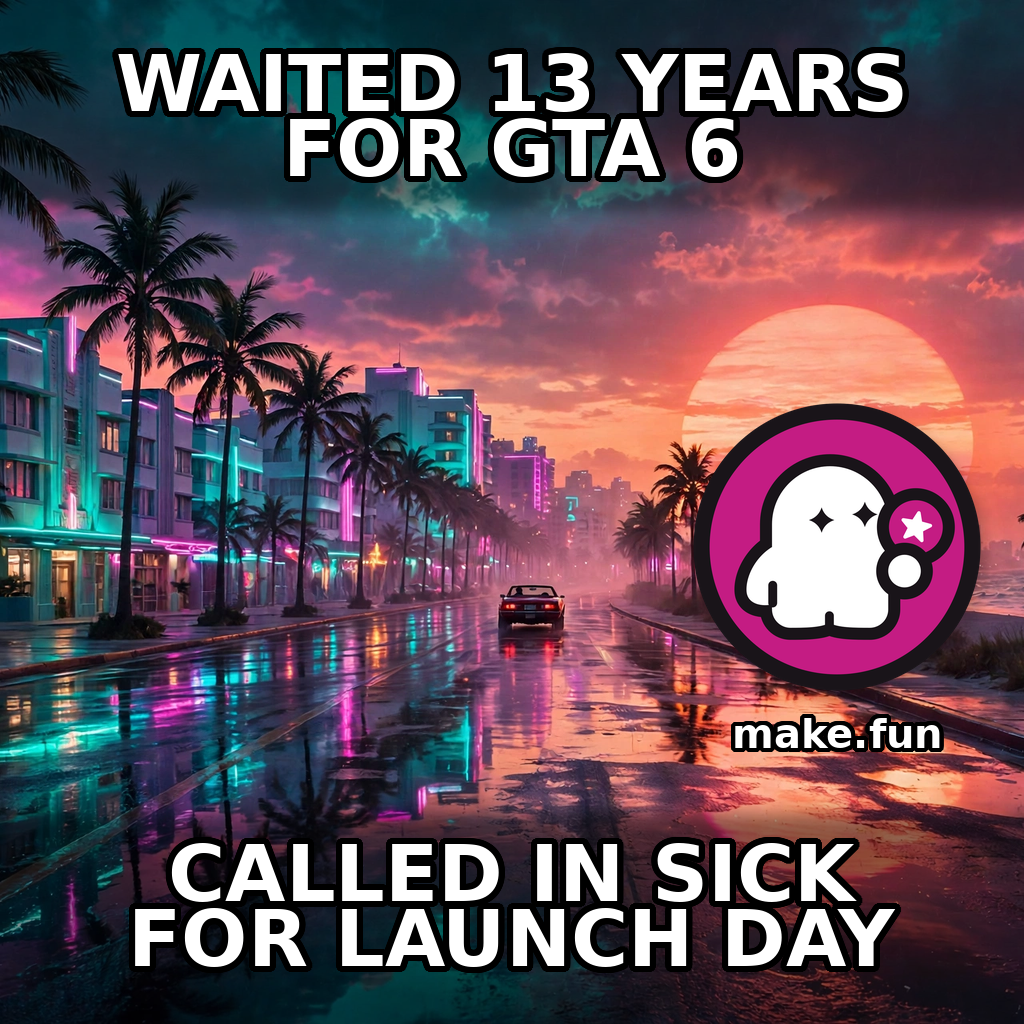 WAITED 13 YEARS
FOR GTA 6
make.fun
CALLED IN SICK
FOR LAUNCH DAY